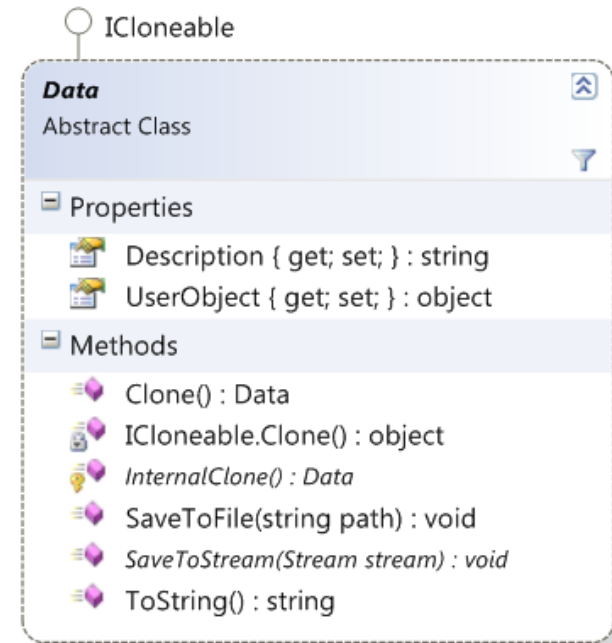 ICloneable
Data
Abstract Class
Properties
Description { get; set; } : string
UserObject { get; set; } : object
Methods
Clone() : Data
ICloneable.Clone() : object
InternalClone() : Data
SaveToFile(string path) : void
SaveToStream(Stream stream) : void
ToString() : string